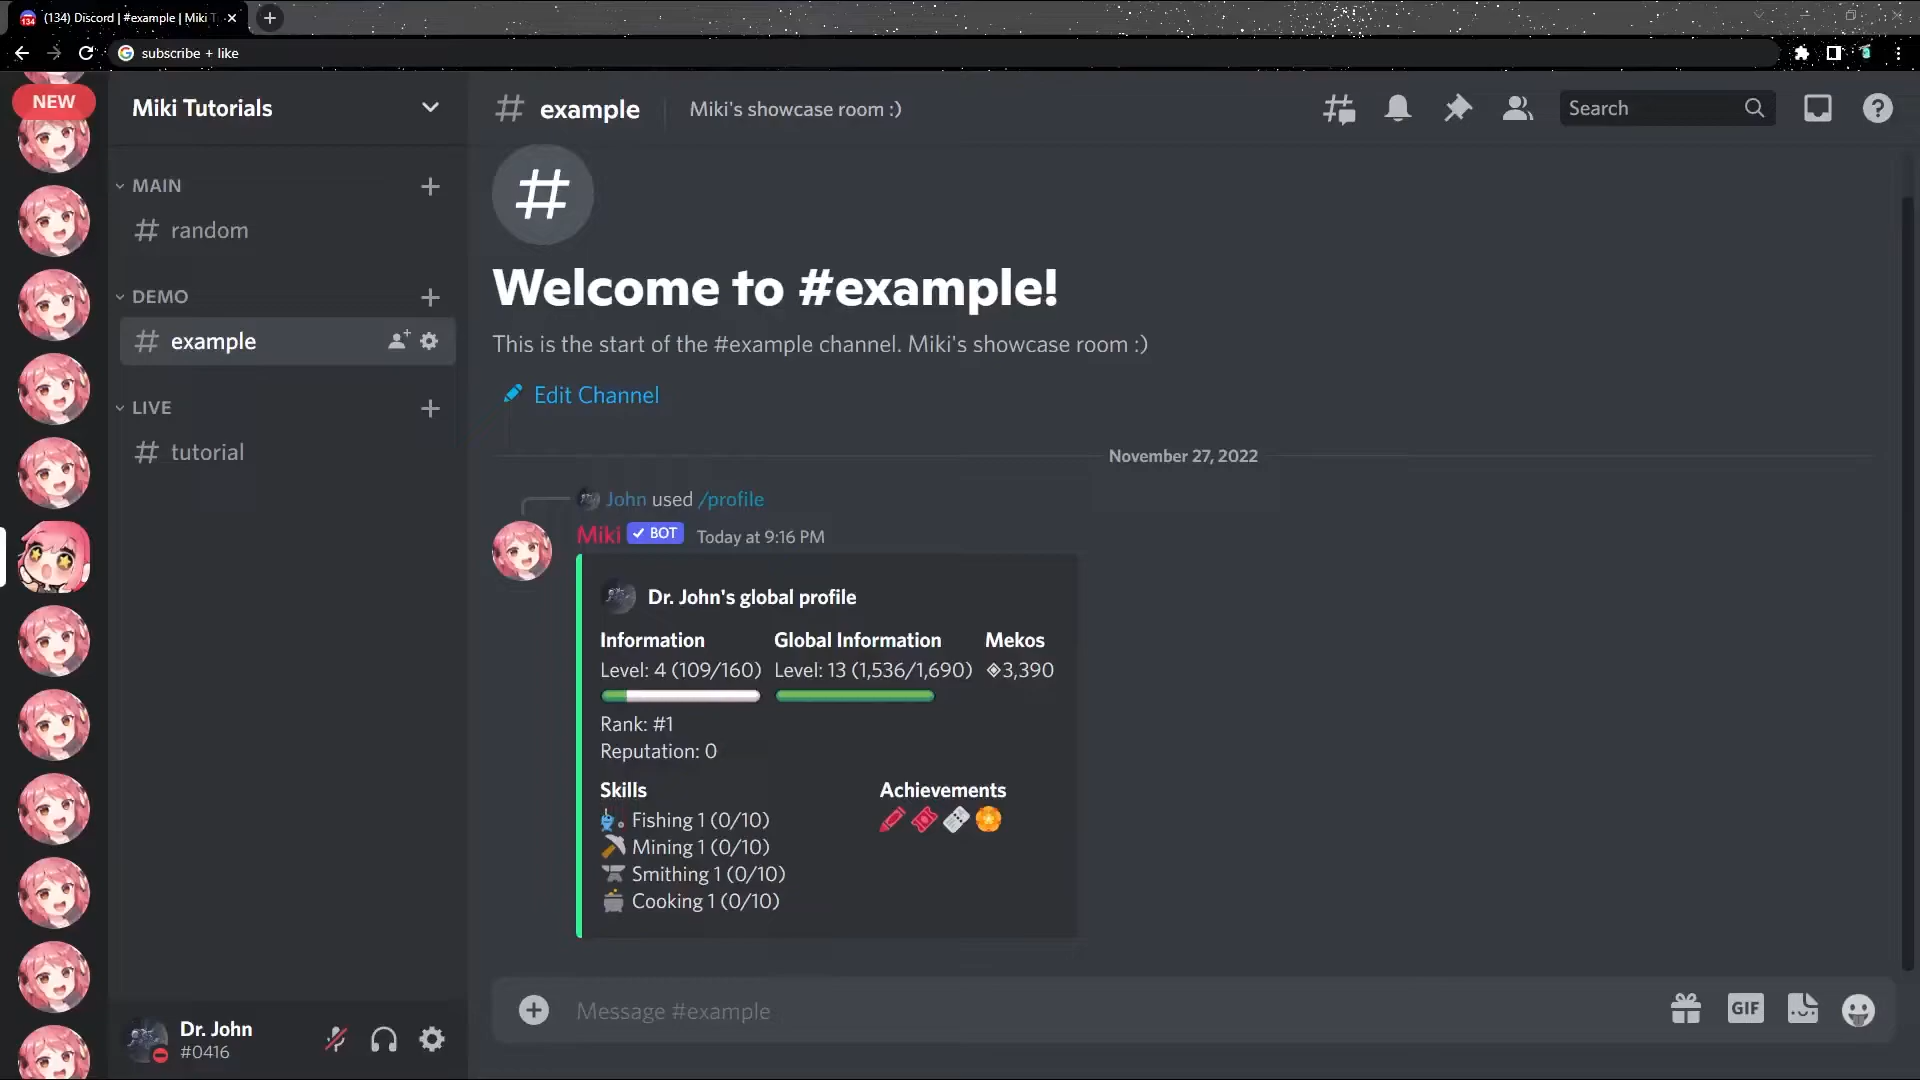 (134) Discord | #example | Miki T
subscribe + like
NEW
Miki Tutorials
example
Miki's showcase room :)
Search
MAIN
random
DEMO
example
LIVE
tutorial
Welcome to #example!
This is the start of the #example channel. Miki's showcase room :)
Edit Channel
November 27, 2022
John used /profile
Miki BOT Today at 9:16 PM
Dr. John's global profile
Information Global Information Mekos
Level: 4 (109/160) Level: 13 (1,536/1,690) 3,390
Rank: #1
Reputation: 0
Skills Achievements
Fishing 1 (0/10)
Mining 1 (0/10)
Smithing 1 (0/10)
Cooking 1 (0/10)
Message #example
GIF
Dr. John
#0416